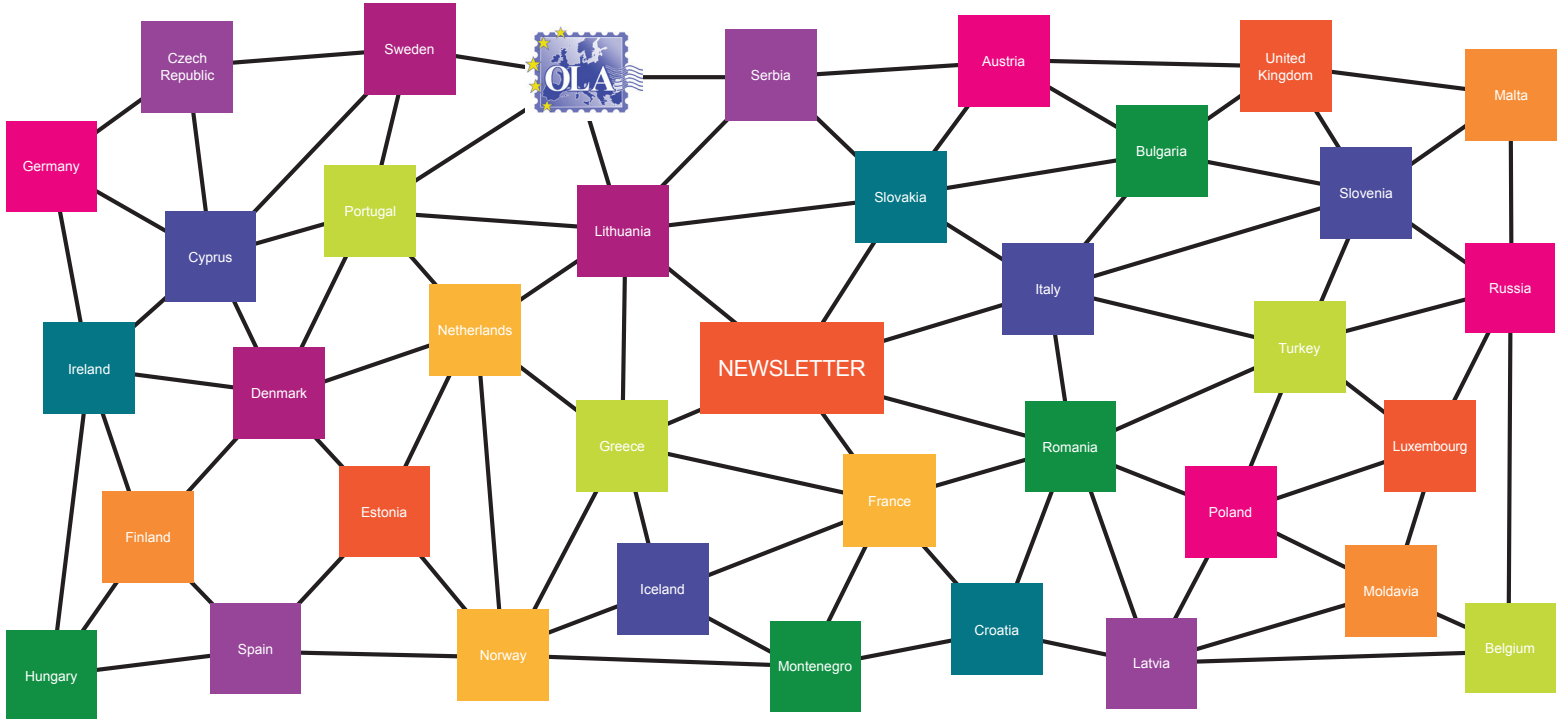 Czech
Republic
Sweden
OLA
Serbia
Austria
United
Kingdom
Malta
Germany
Portugal
Cyprus
Lithuania
Slovakia
Bulgaria
Slovenia
Ireland
Denmark
Netherlands
NEWSLETTER
Italy
Turkey
Russia
Finland
Estonia
Greece
France
Romania
Poland
Luxembourg
Hungary
Spain
Norway
Iceland
Montenegro
Croatia
Latvia
Moldavia
Belgium